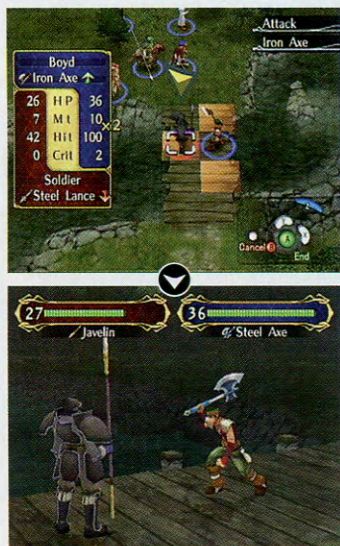 Attack
Iron Axe
Boyd
Iron Axe
26 HP 36
7 Mt 10 x2
42 Hit 100
0 Crit 2
Soldier
Steel Lance
Cancel B
A
End
27 36
Javelin Steel Axe